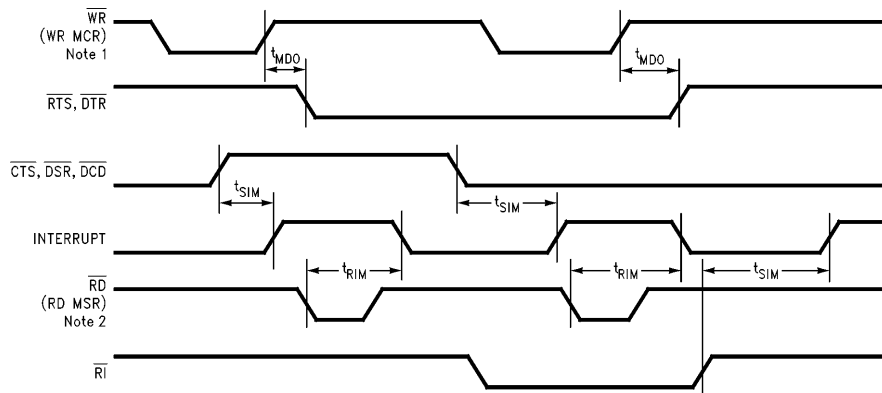 WR
(WR MCR)
Note 1
tMDO
tMDO
RTS, DTR
CTS, DSR, DCD
tSIM
tSIM
INTERRUPT
tRIM
tRIM
tSIM
RD
(RD MSR)
Note 2
RI